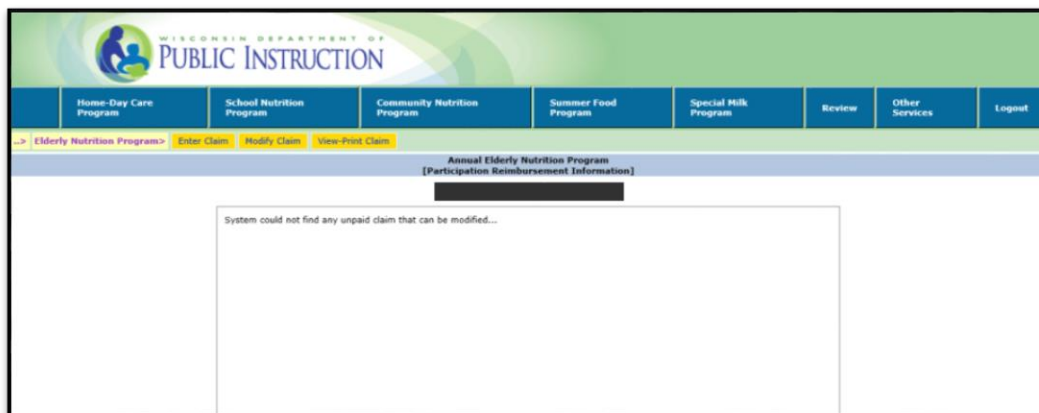 WISCONSIN DEPARTMENT OF
PUBLIC INSTRUCTION
Home-Day Care Program
School Nutrition Program
Community Nutrition Program
Summer Food Program
Special Milk Program
Review
Other Services
Logout
..> Elderly Nutrition Program> Enter Claim Modify Claim View-Print Claim
Annual Elderly Nutrition Program
[Participation Reimbursement Information]
System could not find any unpaid claim that can be modified...